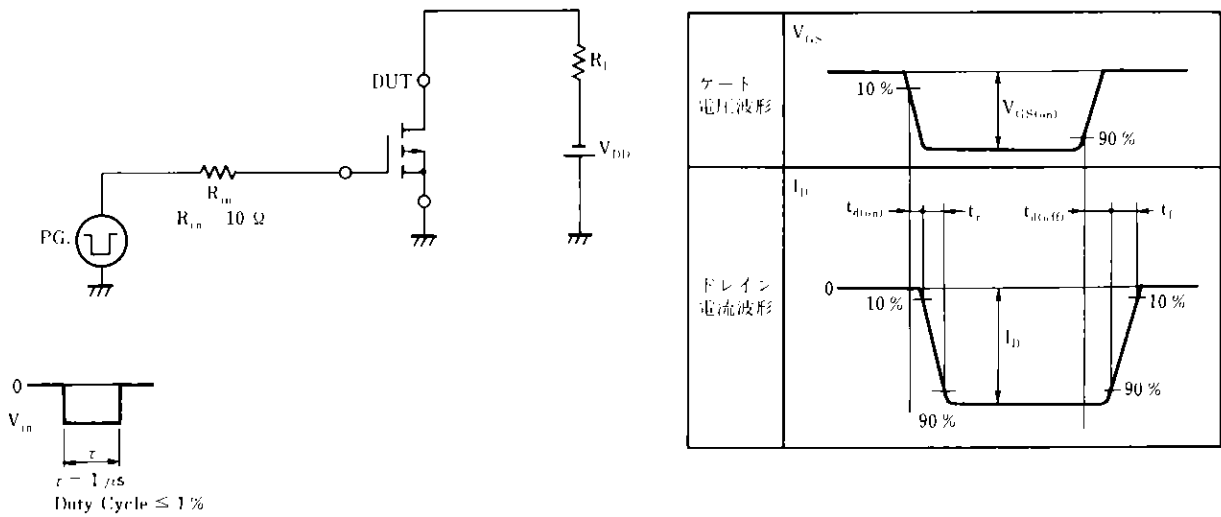 DUT
R_L
V_DD
R_in
R_in 10 Ω
PG.
0
V_in
τ
τ = 1 μs
Duty Cycle ≤ 1 %
ゲート
電圧波形
V_GS
10 %
V_GS(on)
90 %
ドレイン
電流波形
I_D
t_d(on)
t_r
t_d(off)
t_f
0
10 %
10 %
I_D
90 %
90 %